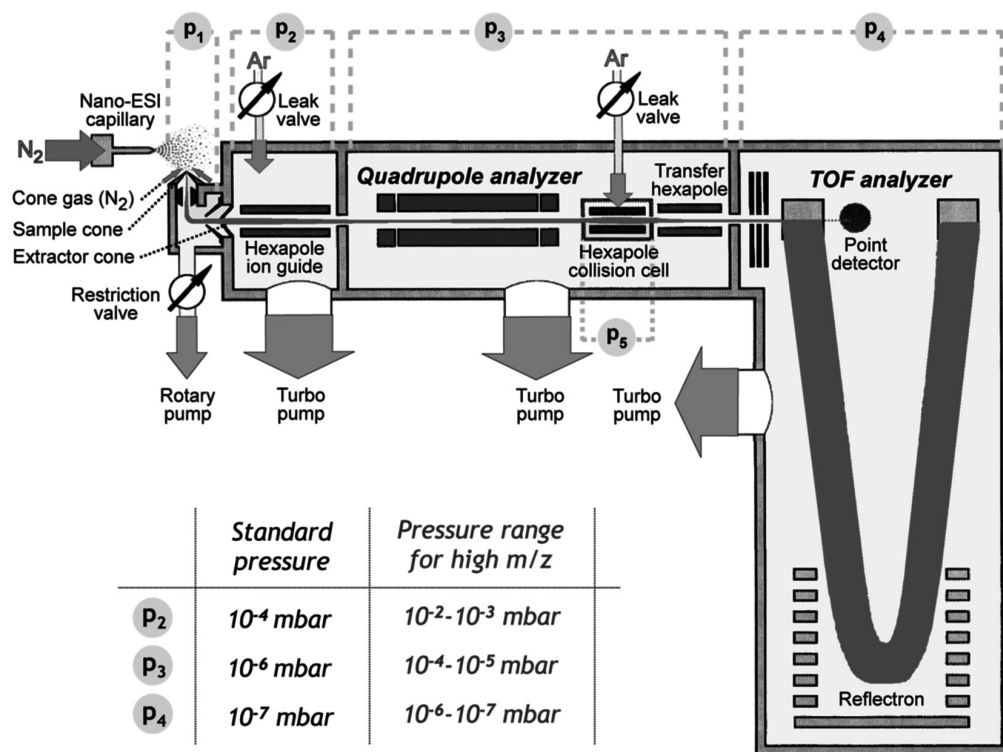 p1
p2
p3
p4
Ar
Ar
Nano-ESI
capillary
Leak
valve
Leak
valve
N2
Transfer
hexapole
Quadrupole analyzer
TOF analyzer
Cone gas (N2)
Sample cone
Extractor cone
Hexapole
ion guide
Hexapole
collision cell
Point
detector
Restriction
valve
p5
Rotary
pump
Turbo
pump
Turbo
pump
Turbo
pump
Standard
pressure
Pressure range
for high m/z
p2
10-4 mbar
10-2-10-3 mbar
p3
10-6 mbar
10-4-10-5 mbar
p4
10-7 mbar
10-6-10-7 mbar
Reflectron